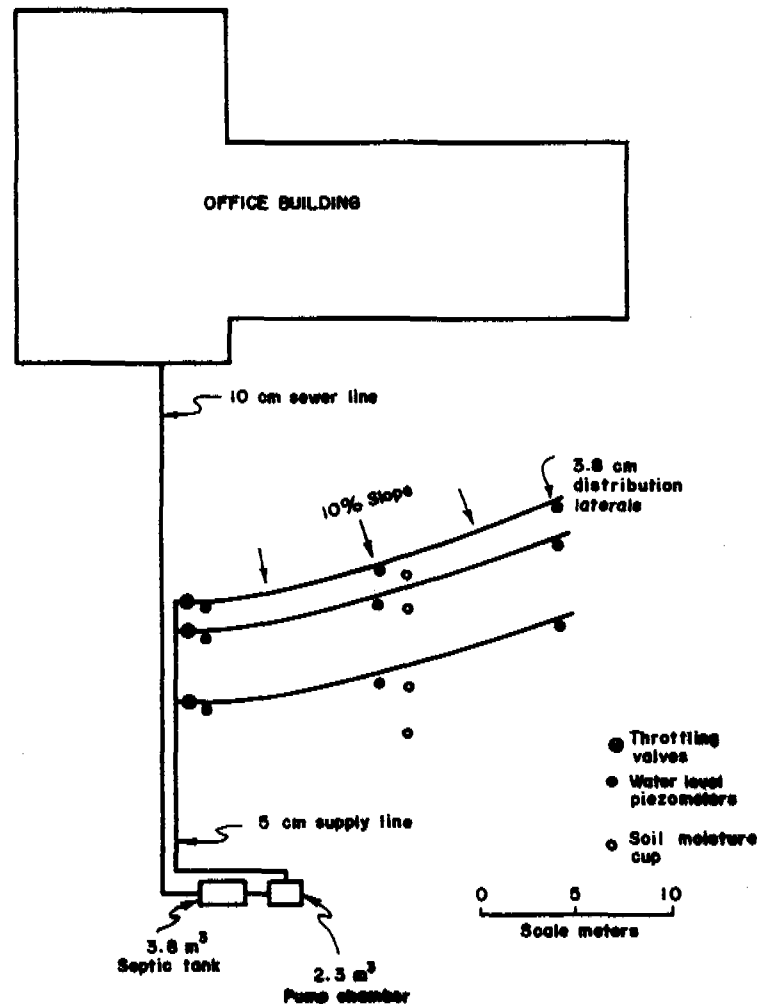 OFFICE BUILDING
10 cm sewer line
3.8 cm
distribution
laterals
10% Slope
Throttling
valves
Water level
piezometers
5 cm supply line
Soil moisture
cup
0 5 10
Scale meters
3.8 m³
Septic tank
2.3 m³
Pump chamber